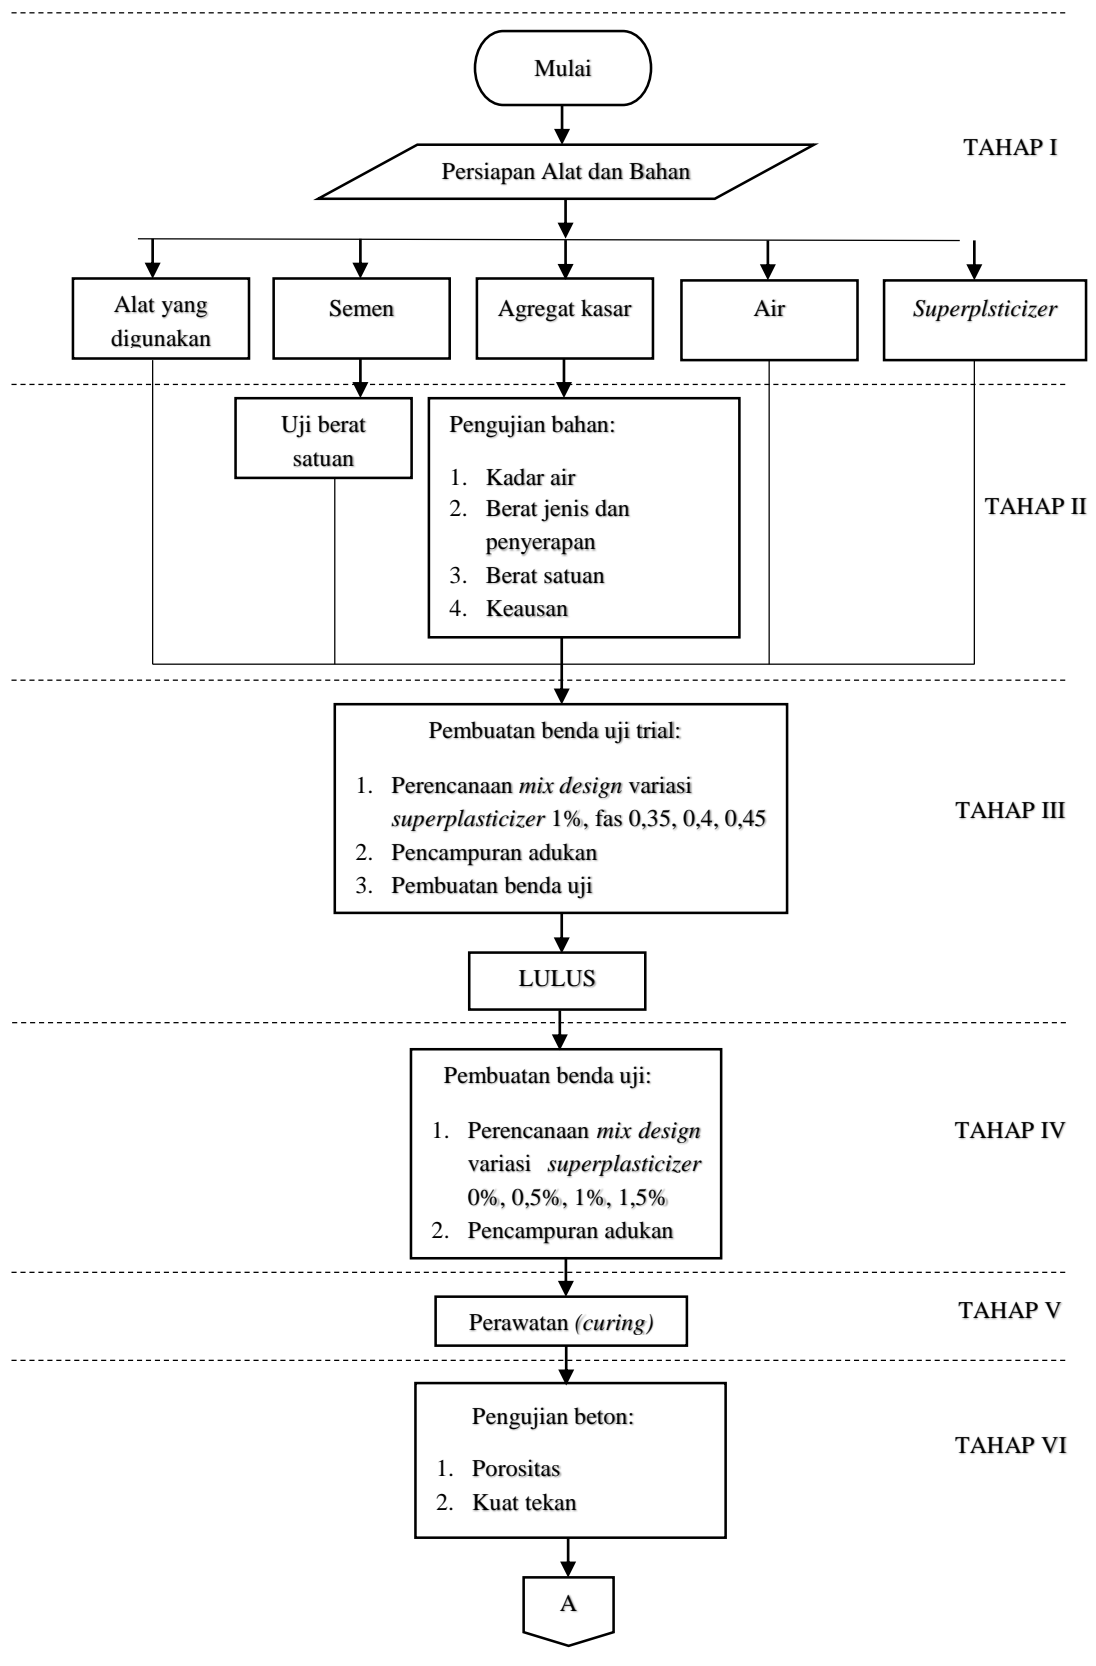 Mulai
TAHAP I
Persiapan Alat dan Bahan
Alat yang
digunakan
Semen
Agregat kasar
Air
Superplsticizer
Uji berat
satuan
Pengujian bahan:
1. Kadar air
2. Berat jenis dan
penyerapan
3. Berat satuan
4. Keausan
TAHAP II
Pembuatan benda uji trial:
1. Perencanaan mix design variasi
superplasticizer 1%, fas 0,35, 0,4, 0,45
2. Pencampuran adukan
3. Pembuatan benda uji
TAHAP III
LULUS
Pembuatan benda uji:
1. Perencanaan mix design
variasi superplasticizer
0%, 0,5%, 1%, 1,5%
2. Pencampuran adukan
TAHAP IV
Perawatan (curing)
TAHAP V
Pengujian beton:
1. Porositas
2. Kuat tekan
TAHAP VI
A